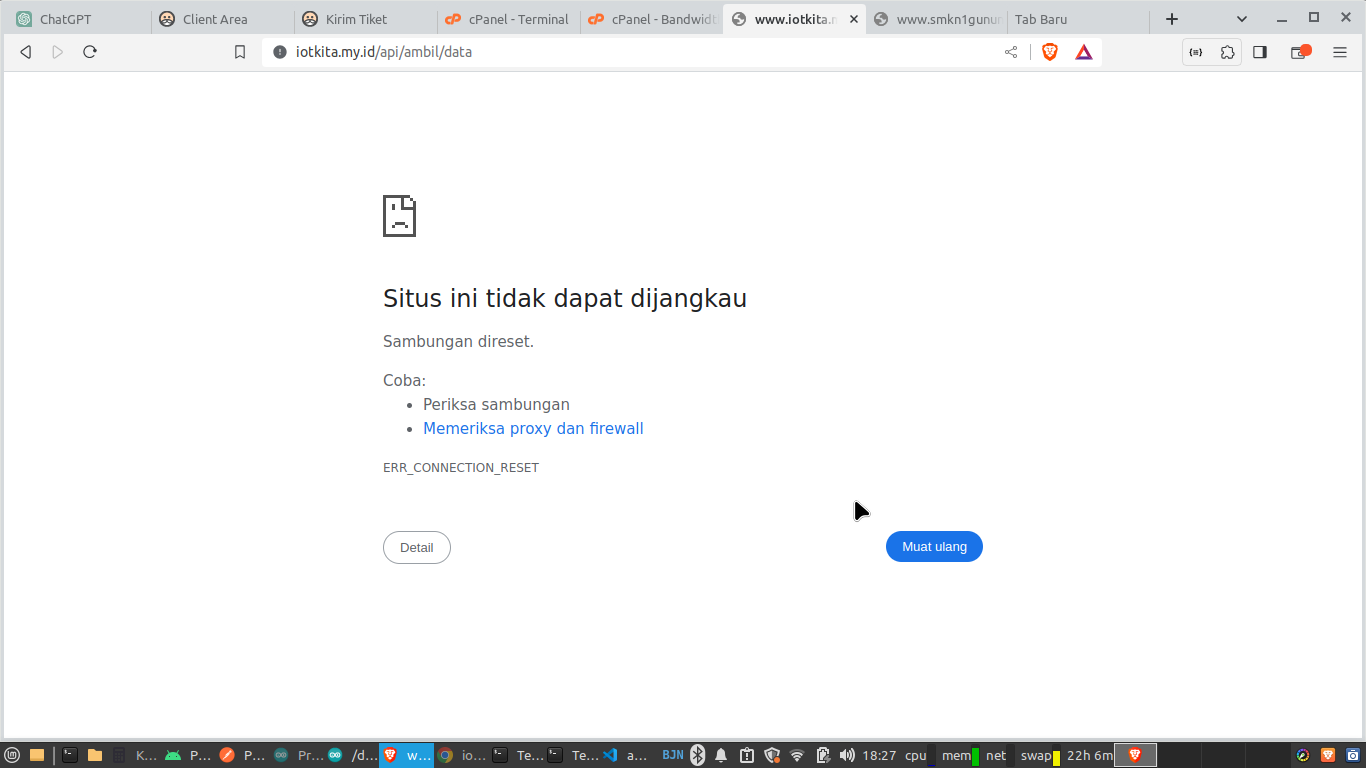 ChatGPT
Client Area
Kirim Tiket
cPanel - Terminal
cPanel - Bandwidt
www.iotkita.m
www.smkn1gunun
Tab Baru
iotkita.my.id/api/ambil/data
Situs ini tidak dapat dijangkau
Sambungan direset.
Coba:
• Periksa sambungan
• Memeriksa proxy dan firewall
ERR_CONNECTION_RESET
Detail
Muat ulang
K... P... P... Pr... /d... w... io... Te... Te... a... BJN 18:27 cpu mem net swap 22h 6m